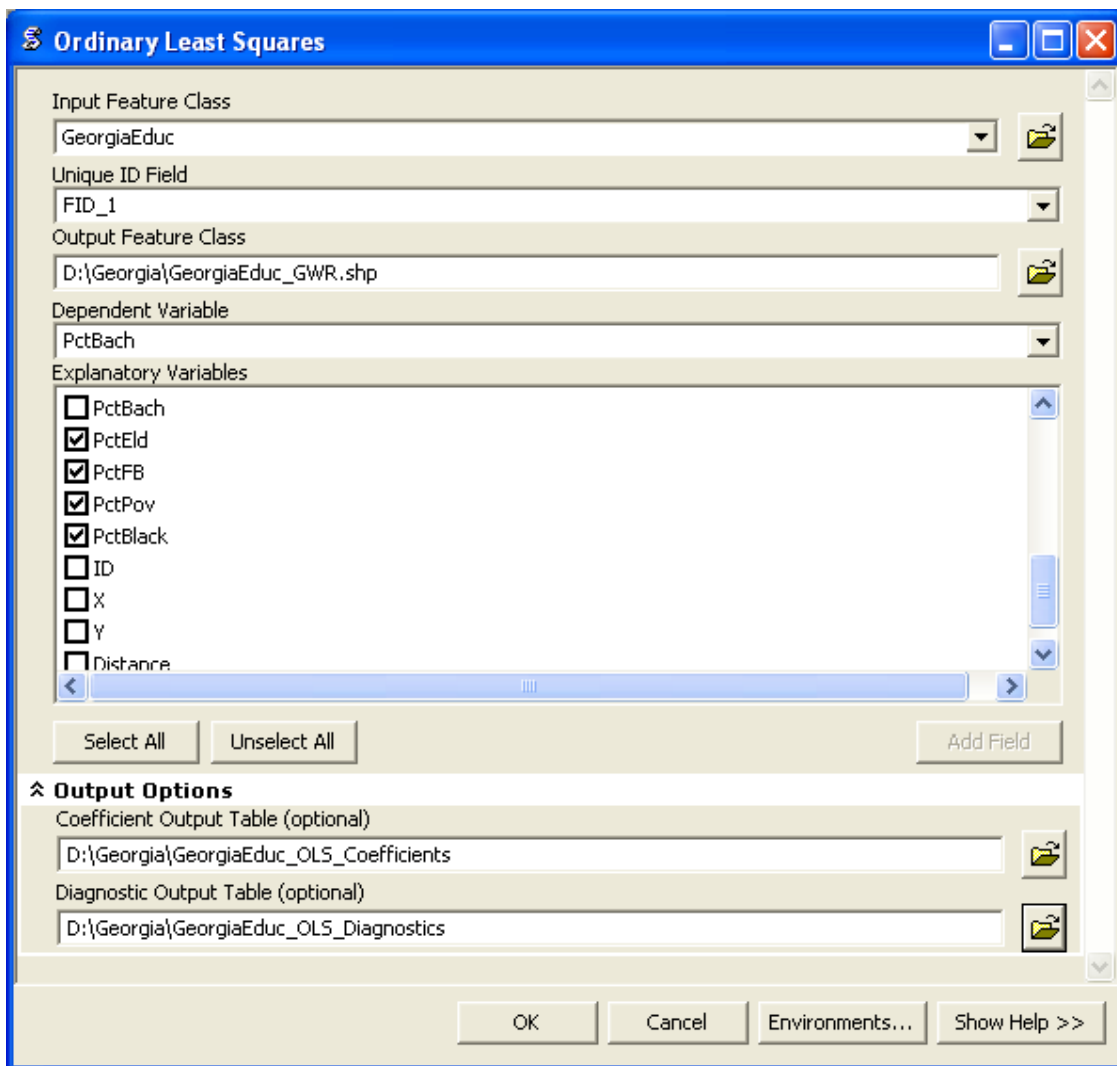 Ordinary Least Squares
Input Feature Class
GeorgiaEduc
Unique ID Field
FID_1
Output Feature Class
D:\Georgia\GeorgiaEduc_GWR.shp
Dependent Variable
PctBach
Explanatory Variables
PctBach
PctEld
PctFB
PctPov
PctBlack
ID
X
Y
Distance
Select All Unselect All Add Field
Output Options
Coefficient Output Table (optional)
D:\Georgia\GeorgiaEduc_OLS_Coefficients
Diagnostic Output Table (optional)
D:\Georgia\GeorgiaEduc_OLS_Diagnostics
OK Cancel Environments... Show Help >>